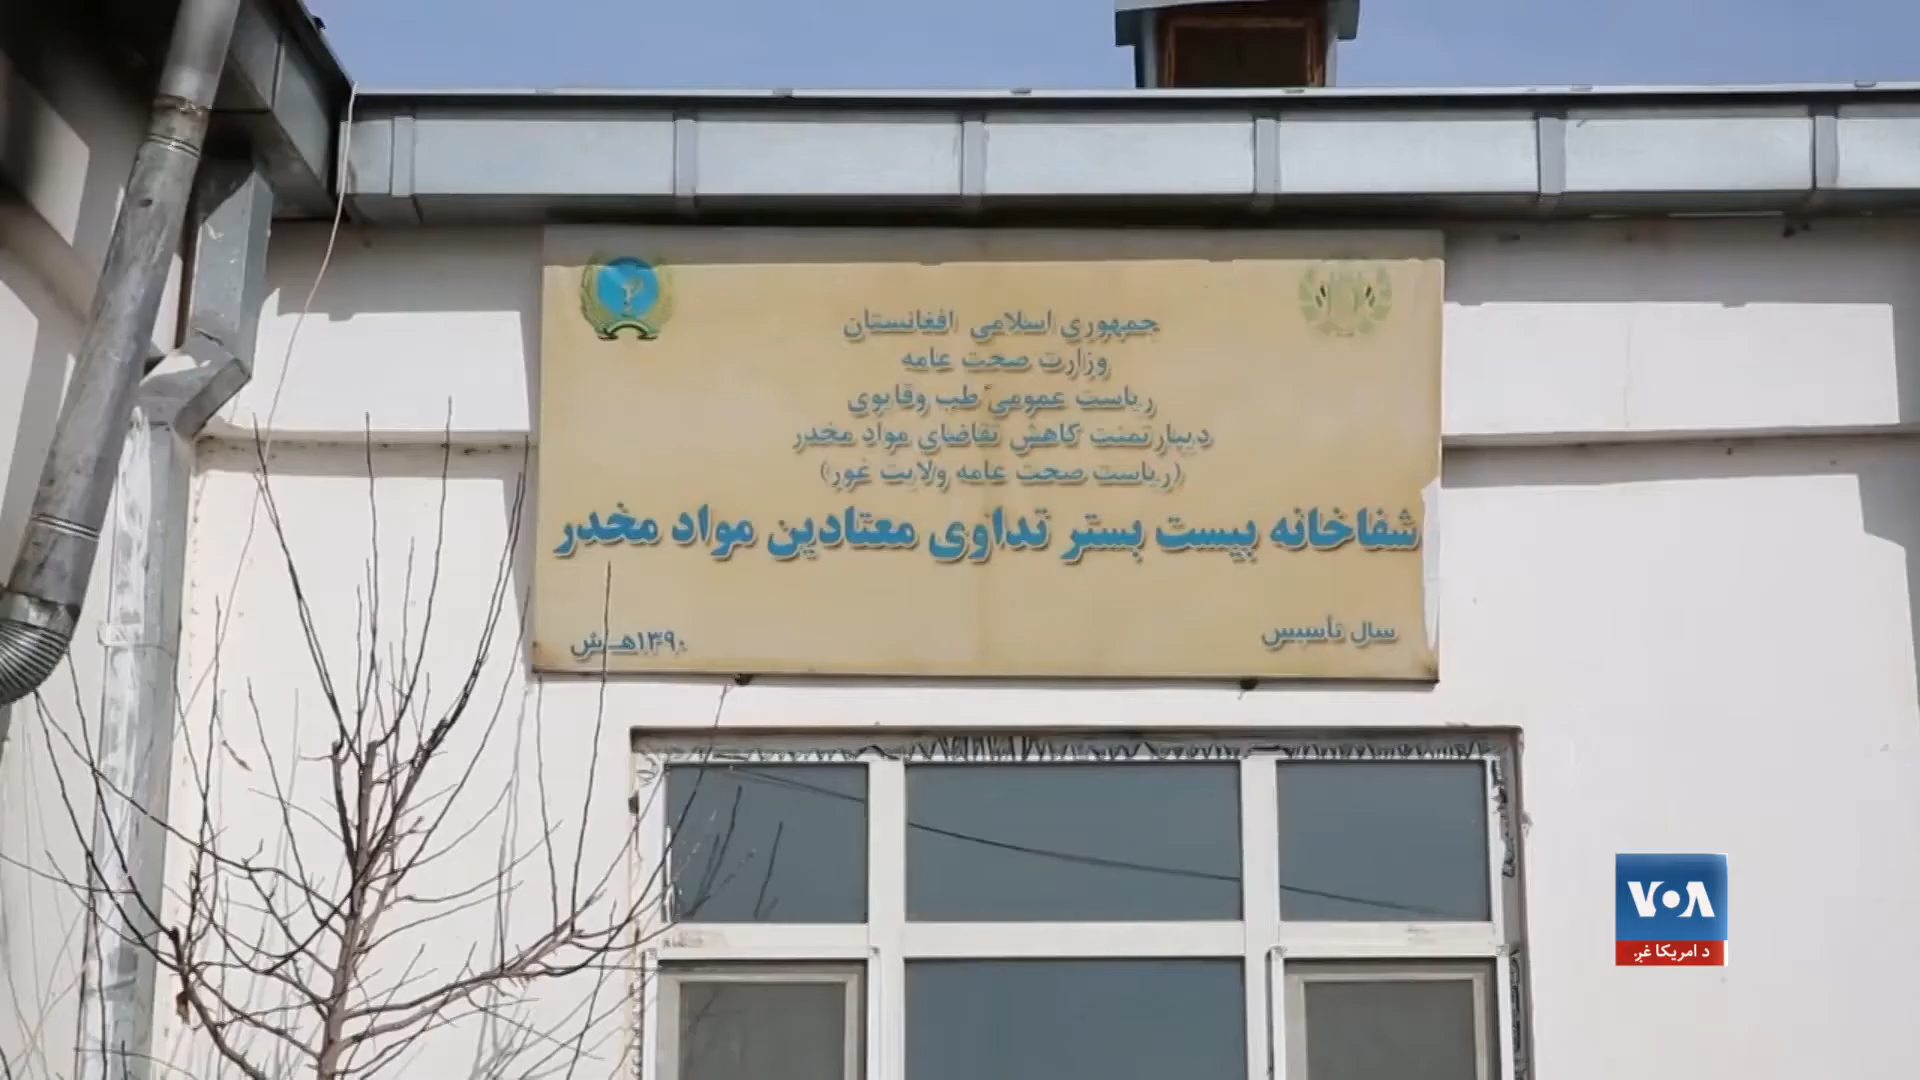 جمهوری اسلامی افغانستان
وزارت صحت عامه
ریاست عمومی طب وقایوی
دیپارتمنت کاهش تقاضای مواد مخدر
(ریاست صحت عامه ولایت غور)
شفاخانه بیست بستر تداوی معتادین مواد مخدر
سال تأسیس
۱۳۹۰هـ ش
VOA
د امریکا غږ